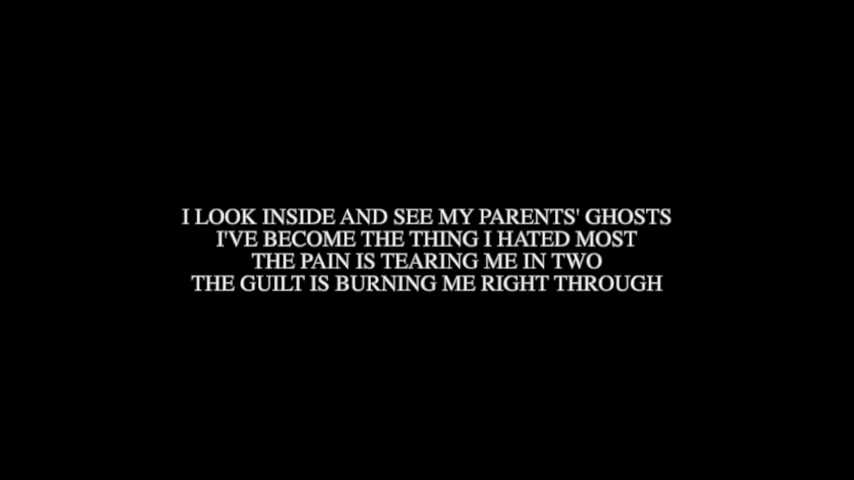 I LOOK INSIDE AND SEE MY PARENTS' GHOSTS
I'VE BECOME THE THING I HATED MOST
THE PAIN IS TEARING ME IN TWO
THE GUILT IS BURNING ME RIGHT THROUGH